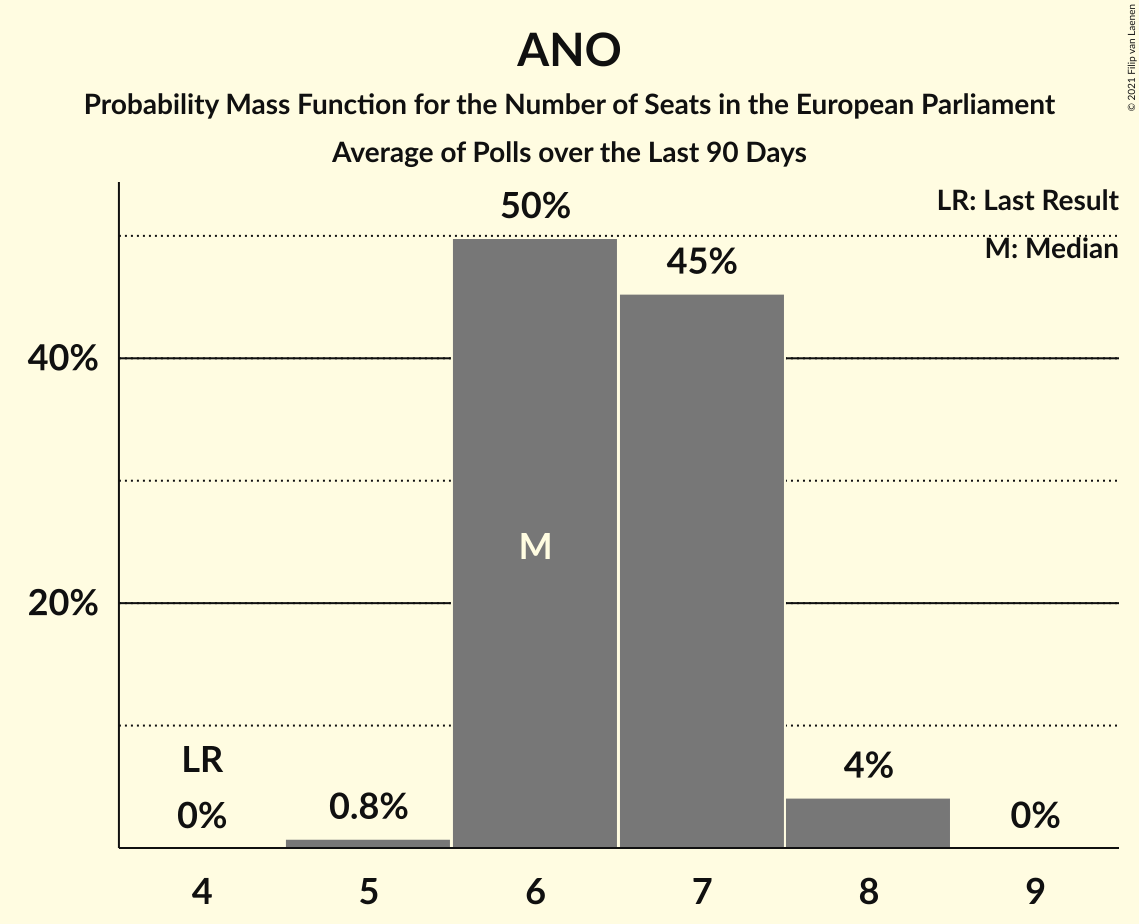 ANO
Probability Mass Function for the Number of Seats in the European Parliament
Average of Polls over the Last 90 Days
© 2021 Filip van Laenen
LR: Last Result
M: Median
50%
45%
40%
M
20%
LR
0%
0.8%
4%
0%
4 5 6 7 8 9